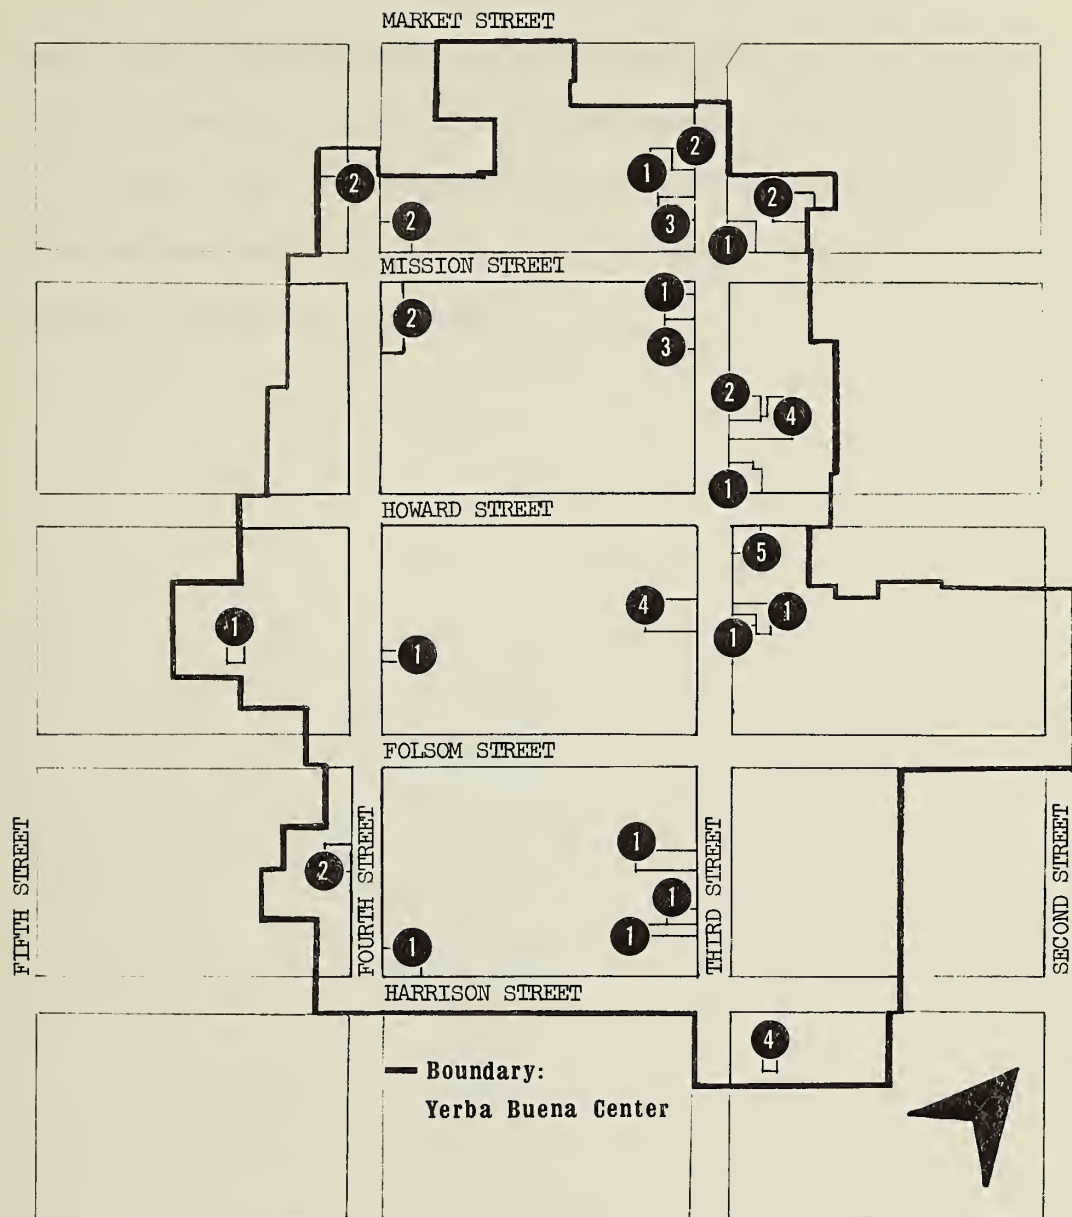 MARKET STREET
2
1
2
2
2
3
1
MISSION STREET
1
2
3
2
4
1
HOWARD STREET
5
4
1
1
1
1
FOLSOM STREET
1
2
1
1
1
FIFTH STREET
FOURTH STREET
THIRD STREET
SECOND STREET
HARRISON STREET
4
Boundary:
Yerba Buena Center